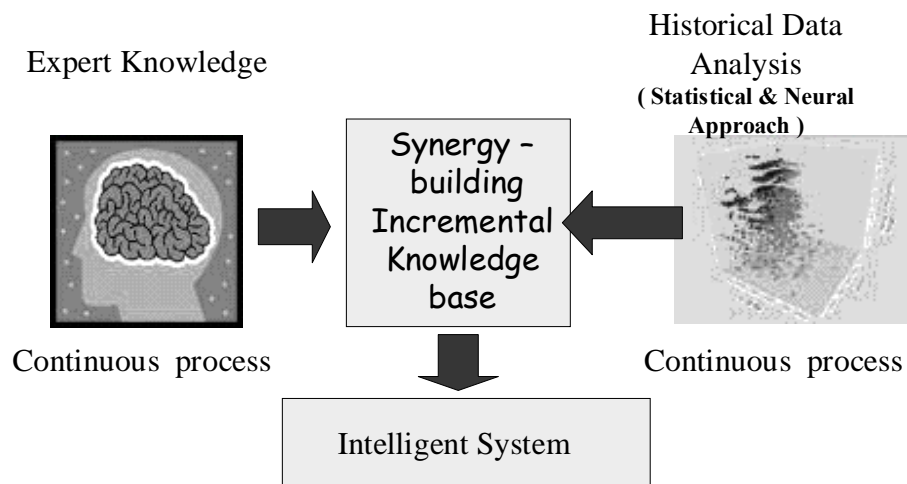 Expert Knowledge
Historical Data
Analysis
( Statistical & Neural
Approach )
Synergy –
building
Incremental
Knowledge
base
Continuous process
Continuous process
Intelligent System